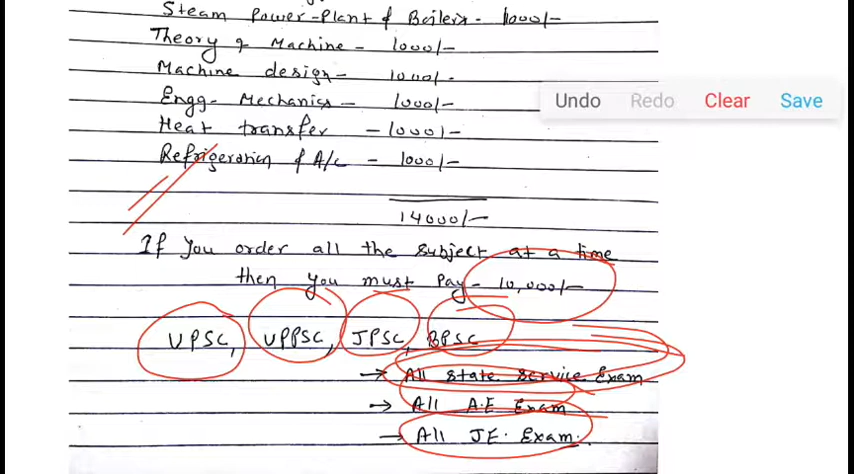 Steam Power-Plant & Boilers - 1000/-
Theory of Machine - 1000/-
Machine design - 1000/-
Engg- Mechanics - 1000/-
Heat transfer - 1000/-
Refrigeration & A/c - 1000/-
14000/-
If you order all the subject at a time
then you must Pay - 10,000/-
UPSC, UPPSC, JPSC, BPSC
→ All state service Exam
→ All A.E Exam
→ All JE. Exam.
Undo Redo Clear Save